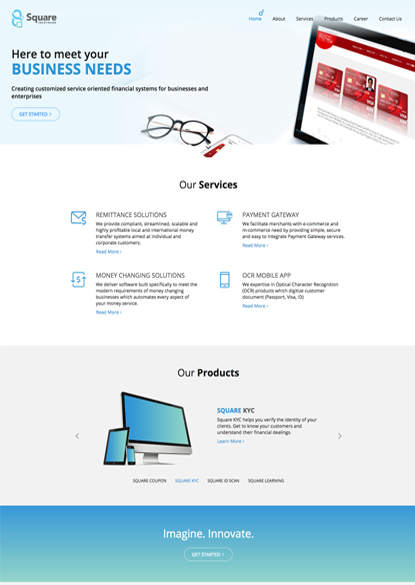 Square
Home About Services Products Career Contact Us
Here to meet your
BUSINESS NEEDS
Creating customized service oriented financial systems for businesses and
enterprises
GET STARTED >
Our Services
REMITTANCE SOLUTIONS
We provide compliant, streamlined, scalable and
highly profitable local and international money
transfer systems aimed at individual and
corporate customers.
Read More >
PAYMENT GATEWAY
We facilitate merchants with e-commerce and
m-commerce need by providing simple, secure
and easy to integrate Payment Gateway services.
Read More >
MONEY CHANGING SOLUTIONS
We deliver software built specifically to meet the
modern requirements of money changing
businesses which automates every aspect of
your money service.
Read More >
OCR MOBILE APP
We expertise in Optical Character Recognition
(OCR) products which digitize customer
document (Passport, Visa, ID)
Read More >
Our Products
SQUARE KYC
Square KYC helps you verify the identity of your
clients. Get to know your customers and
understand their financial dealings.
Learn More >
SQUARE COUPON SQUARE KYC SQUARE ID SCAN SQUARE LEARNING
Imagine. Innovate.
GET STARTED >